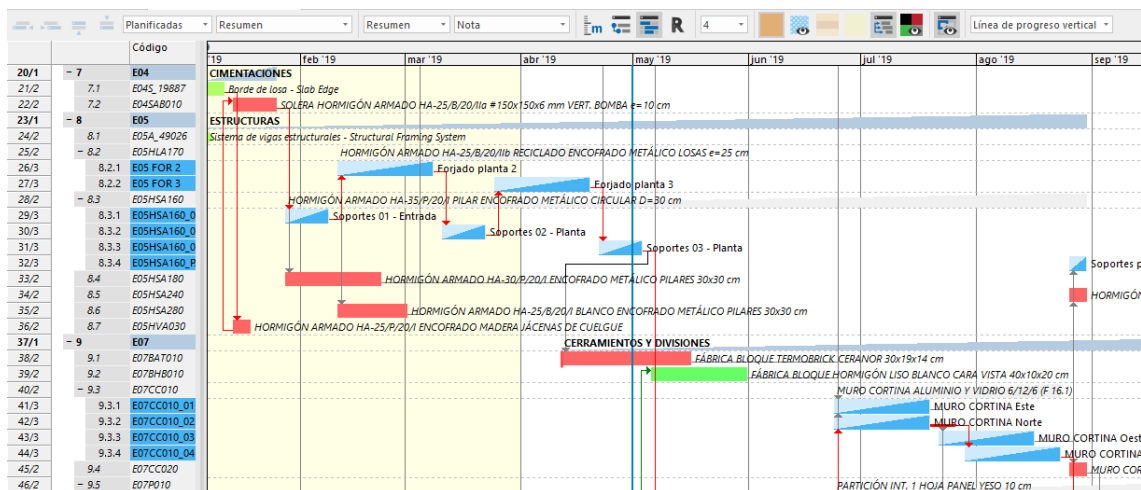 Planificadas Resumen Resumen Nota m R 4 Línea de progreso vertical
Código
'19 feb '19 mar '19 abr '19 may '19 jun '19 jul '19 ago '19 sep '19
20/1 − 7 E04 CIMENTACIONES
21/2 7.1 E04S_19887 Borde de losa - Slab Edge
22/2 7.2 E04SAB010 SOLERA HORMIGÓN ARMADO HA-25/B/20/IIa #150x150x6 mm VERT. BOMBA e=10 cm
23/1 − 8 E05 ESTRUCTURAS
24/2 8.1 E05A_49026 Sistema de vigas estructurales - Structural Framing System
25/2 − 8.2 E05HLA170 HORMIGÓN ARMADO HA-25/B/20/IIb RECICLADO ENCOFRADO METÁLICO LOSAS e=25 cm
26/3 8.2.1 E05 FOR 2 Forjado planta 2
27/3 8.2.2 E05 FOR 3 Forjado planta 3
28/2 − 8.3 E05HSA160 HORMIGÓN ARMADO HA-35/P/20/I PILAR ENCOFRADO METÁLICO CIRCULAR D=30 cm
29/3 8.3.1 E05HSA160_0 Soportes 01 - Entrada
30/3 8.3.2 E05HSA160_0 Soportes 02 - Planta
31/3 8.3.3 E05HSA160_0 Soportes 03 - Planta
32/3 8.3.4 E05HSA160_P Soportes p
33/2 8.4 E05HSA180 HORMIGÓN ARMADO HA-30/P/20/I ENCOFRADO METÁLICO PILARES 30x30 cm
34/2 8.5 E05HSA240 HORMIGÓN
35/2 8.6 E05HSA280 HORMIGÓN ARMADO HA-25/B/20/I BLANCO ENCOFRADO METÁLICO PILARES 30x30 cm
36/2 8.7 E05HVA030 HORMIGÓN ARMADO HA-25/P/20/I ENCOFRADO MADERA JÁCENAS DE CUELGUE
37/1 − 9 E07 CERRAMIENTOS Y DIVISIONES
38/2 9.1 E07BAT010 FÁBRICA BLOQUE TERMOBRICK CERANOR 30x19x14 cm
39/2 9.2 E07BHB010 FÁBRICA BLOQUE HORMIGÓN LISO BLANCO CARA VISTA 40x10x20 cm
40/2 − 9.3 E07CC010 MURO CORTINA ALUMINIO Y VIDRIO 6/12/6 (F 16.1)
41/3 9.3.1 E07CC010_01 MURO CORTINA Este
42/3 9.3.2 E07CC010_02 MURO CORTINA Norte
43/3 9.3.3 E07CC010_03 MURO CORTINA Oest
44/3 9.3.4 E07CC010_04 MURO CORTINA
45/2 9.4 E07CC020 MURO COR
46/2 − 9.5 E07P010 PARTICIÓN INT. 1 HOJA PANEL YESO 10 cm